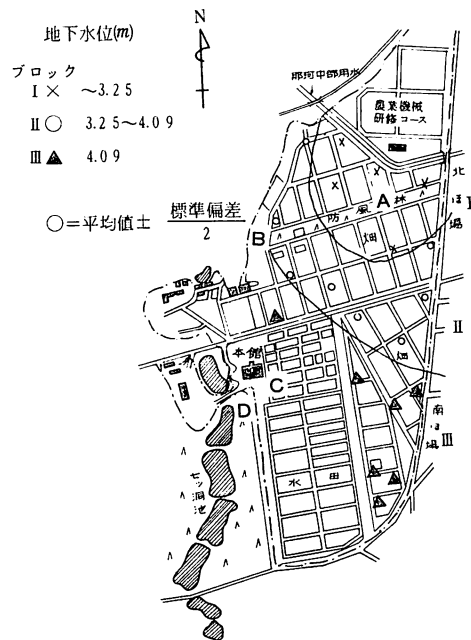 地下水位(m)
ブロック
I × ～3.25
II ○ 3.25～4.09
III ▲ 4.09
○=平均値± 標準偏差/2
N
那珂中部用水
農業機械
研修コース
北ほ場
I
A
防風林
畑
B
II
畑
本館
C
D
南ほ場
III
水田
七ッ洞池